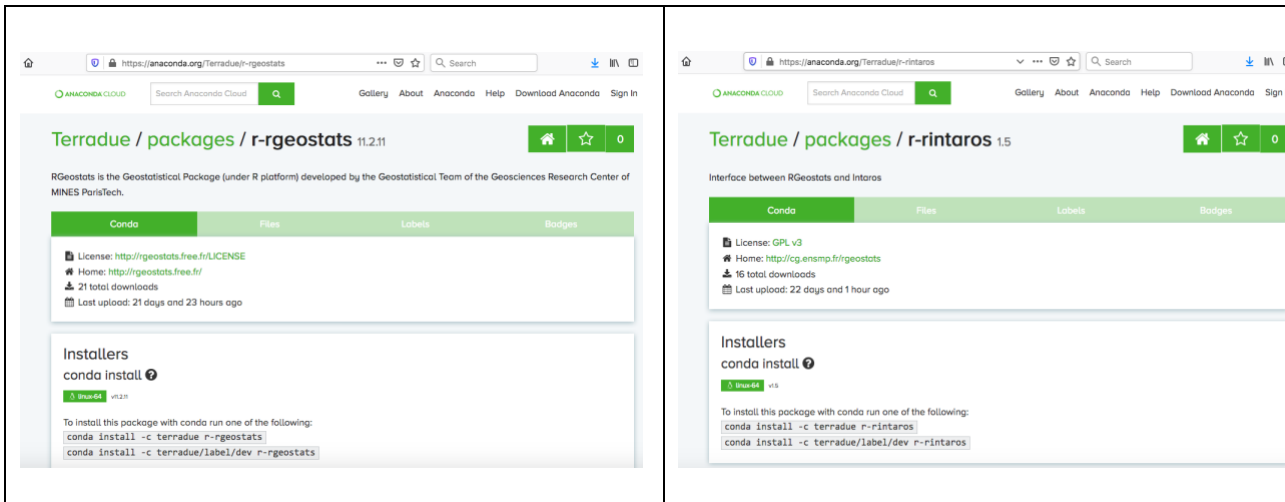 https://anaconda.org/Terradue/r-rgeostats
Search
ANACONDA CLOUD
Search Anaconda Cloud
Gallery About Anaconda Help Download Anaconda Sign In
Terradue / packages / r-rgeostats 11.2.11
0
RGeostats is the Geostatistical Package (under R platform) developed by the Geostatistical Team of the Geosciences Research Center of
MINES ParisTech.
Conda Files Labels Badges
License: http://rgeostats.free.fr/LICENSE
Home: http://rgeostats.free.fr/
21 total downloads
Last upload: 21 days and 23 hours ago
Installers
conda install
linux-64 v11.2.11
To install this package with conda run one of the following:
conda install -c terradue r-rgeostats
conda install -c terradue/label/dev r-rgeostats
https://anaconda.org/Terradue/r-rintaros
Search
ANACONDA CLOUD
Search Anaconda Cloud
Gallery About Anaconda Help Download Anaconda Sign
Terradue / packages / r-rintaros 1.5
0
Interface between RGeostats and Intaros
Conda Files Labels Badges
License: GPL v3
Home: http://cg.ensmp.fr/rgeostats
16 total downloads
Last upload: 22 days and 1 hour ago
Installers
conda install
linux-64 v1.5
To install this package with conda run one of the following:
conda install -c terradue r-rintaros
conda install -c terradue/label/dev r-rintaros